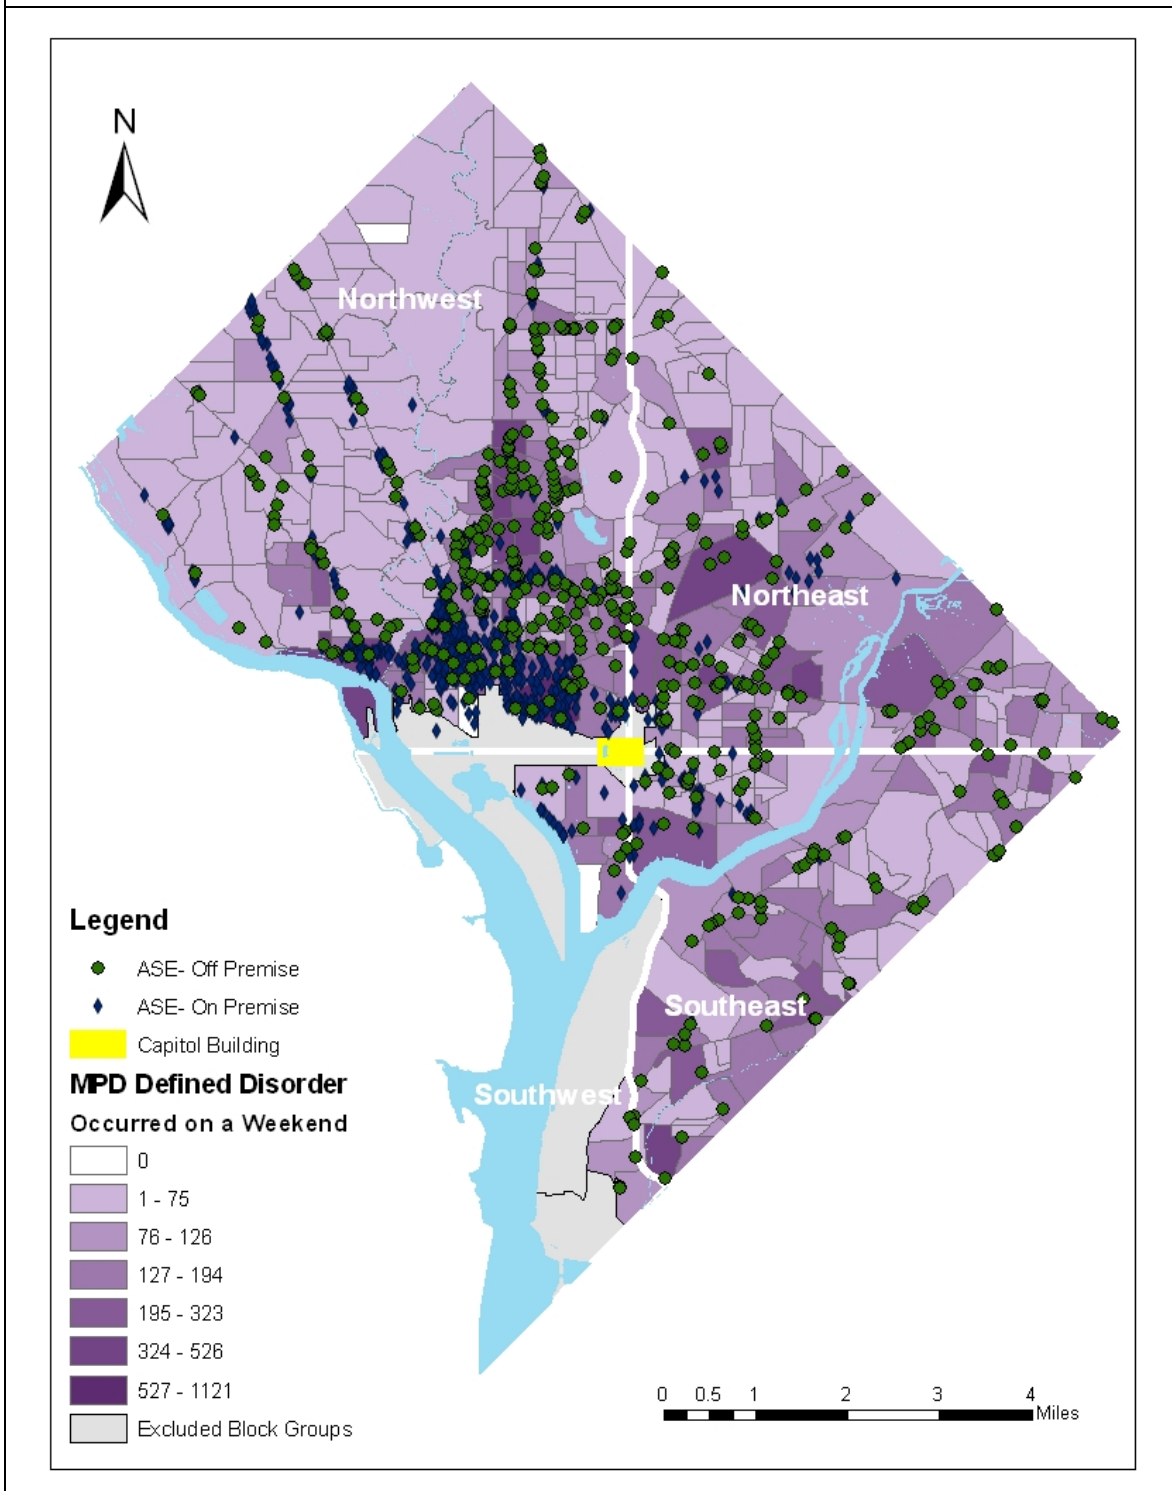 N
Northwest
Northeast
Southeast
Southwest
Legend
ASE- Off Premise
ASE- On Premise
Capitol Building
MPD Defined Disorder
Occurred on a Weekend
0
1 - 75
76 - 126
127 - 194
195 - 323
324 - 526
527 - 1121
Excluded Block Groups
0 0.5 1 2 3 4
Miles